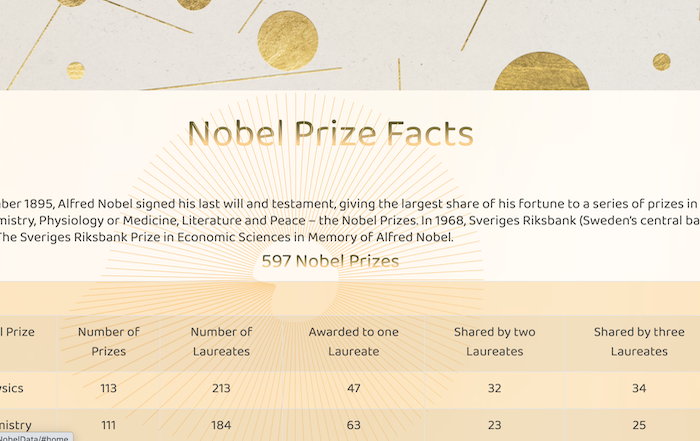 Nobel Prize Facts
ber 1895, Alfred Nobel signed his last will and testament, giving the largest share of his fortune to a series of prizes in
mistry, Physiology or Medicine, Literature and Peace – the Nobel Prizes. In 1968, Sveriges Riksbank (Sweden's central ba
The Sveriges Riksbank Prize in Economic Sciences in Memory of Alfred Nobel.
597 Nobel Prizes
l Prize Number of Prizes Number of Laureates Awarded to one Laureate Shared by two Laureates Shared by three Laureates
sics 113 213 47 32 34
mistry 111 184 63 23 25
NobelData/#home